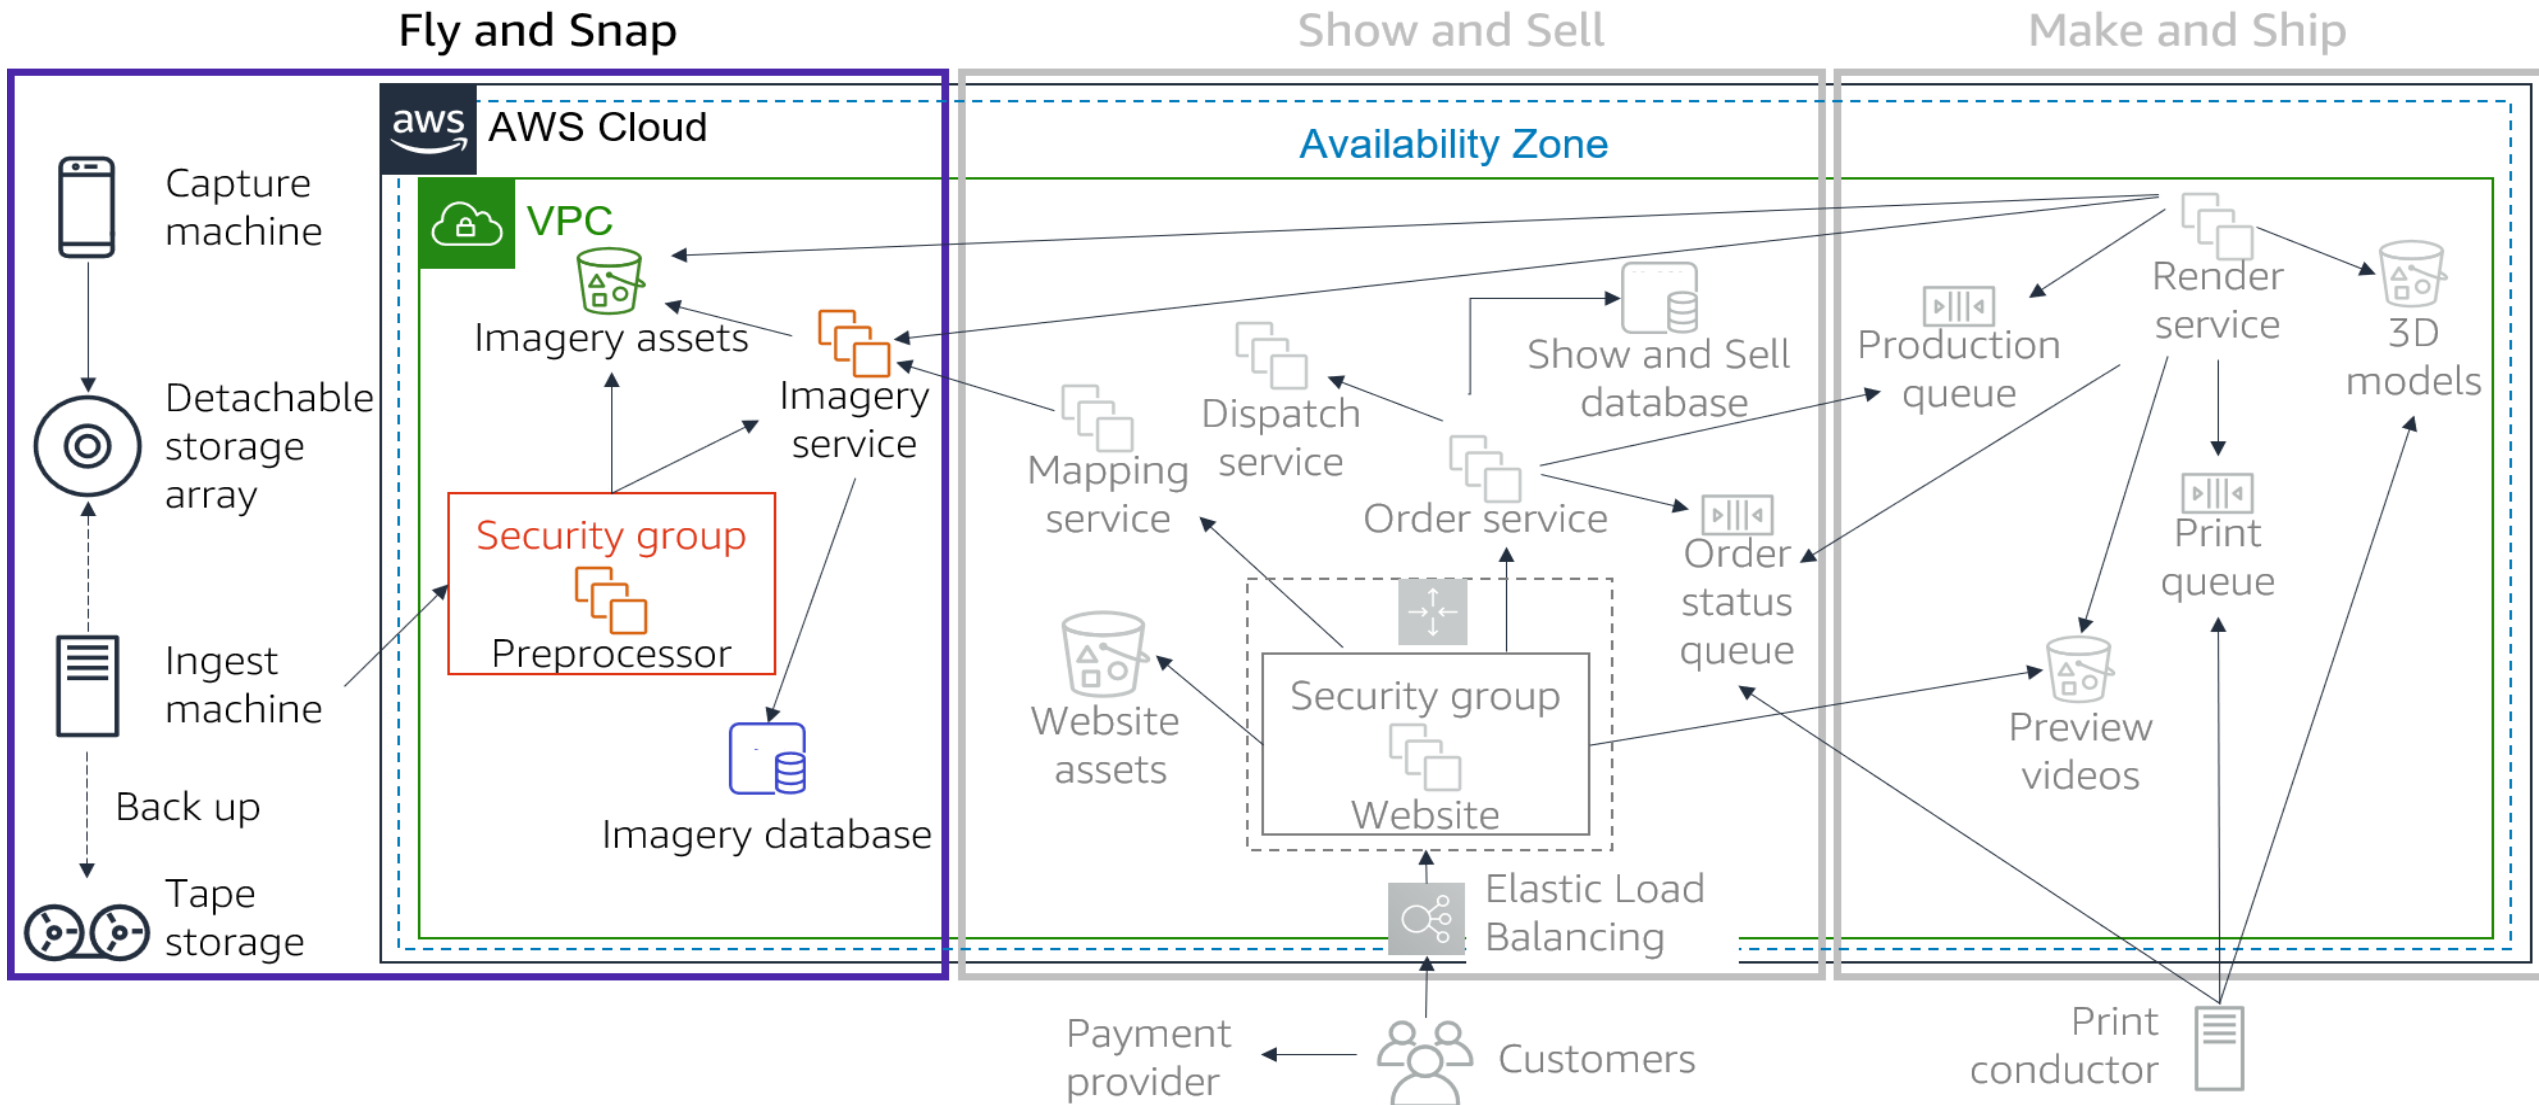 Fly and Snap
Show and Sell
Make and Ship
aws
AWS Cloud
Availability Zone
VPC
Capture
machine
Detachable
storage
array
Ingest
machine
Back up
Tape
storage
Imagery assets
Imagery
service
Security group
Preprocessor
Imagery database
Mapping
service
Dispatch
service
Show and Sell
database
Order service
Order
status
queue
Website
assets
Security group
Website
Elastic Load
Balancing
Payment
provider
Customers
Production
queue
Render
service
3D
models
Print
queue
Preview
videos
Print
conductor